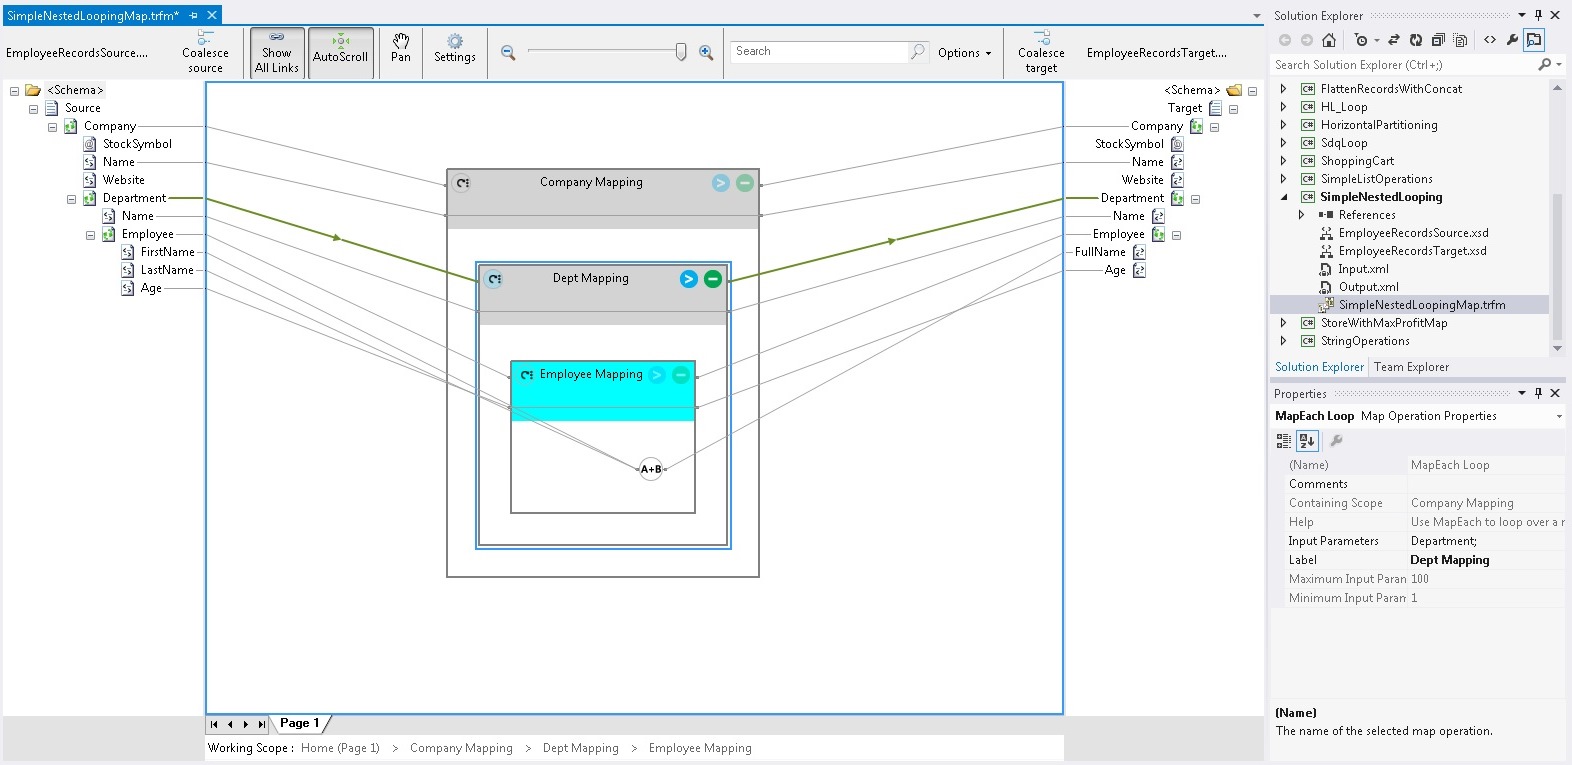 SimpleNestedLoopingMap.trfm*
EmployeeRecordsSource....
Coalesce
source
Show
All Links
AutoScroll
Pan
Settings
Search
Options
Coalesce
target
EmployeeRecordsTarget....
<Schema>
Source
Company
StockSymbol
Name
Website
Department
Name
Employee
FirstName
LastName
Age
Company Mapping
Dept Mapping
Employee Mapping
A+B
<Schema>
Target
Company
StockSymbol
Name
Website
Department
Name
Employee
FullName
Age
Page 1
Working Scope : Home (Page 1) > Company Mapping > Dept Mapping > Employee Mapping
Solution Explorer
Search Solution Explorer (Ctrl+;)
C# FlattenRecordsWithConcat
C# HL_Loop
C# HorizontalPartitioning
C# SdqLoop
C# ShoppingCart
C# SimpleListOperations
C# SimpleNestedLooping
References
EmployeeRecordsSource.xsd
EmployeeRecordsTarget.xsd
Input.xml
Output.xml
SimpleNestedLoopingMap.trfm
C# StoreWithMaxProfitMap
C# StringOperations
Solution Explorer Team Explorer
Properties
MapEach Loop Map Operation Properties
(Name) MapEach Loop
Comments
Containing Scope Company Mapping
Help Use MapEach to loop over a r
Input Parameters Department;
Label Dept Mapping
Maximum Input Param 100
Minimum Input Param 1
(Name)
The name of the selected map operation.